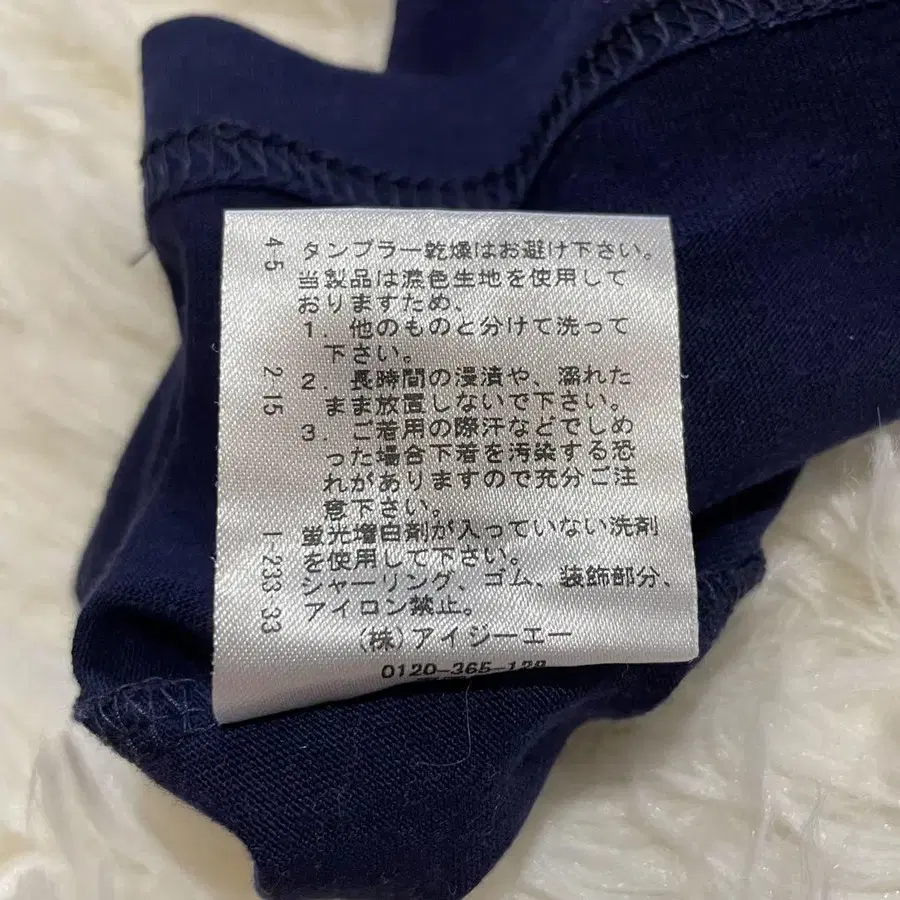 タンブラー乾燥はお避け下さい。
当製品は濃色生地を使用して
おりますため、
1．他のものと分けて洗って
下さい。
2．長時間の浸漬や、濡れた
まま放置しないで下さい。
3．ご着用の際汗などでしめ
った場合下着を汚染する恐
れがありますので充分ご注
意下さい。
蛍光増白剤が入っていない洗剤
を使用して下さい。
シャーリング、ゴム、装飾部分、
アイロン禁止。
(株)アイジーエー
0120-365-128
4-5
2-15
1-233-33